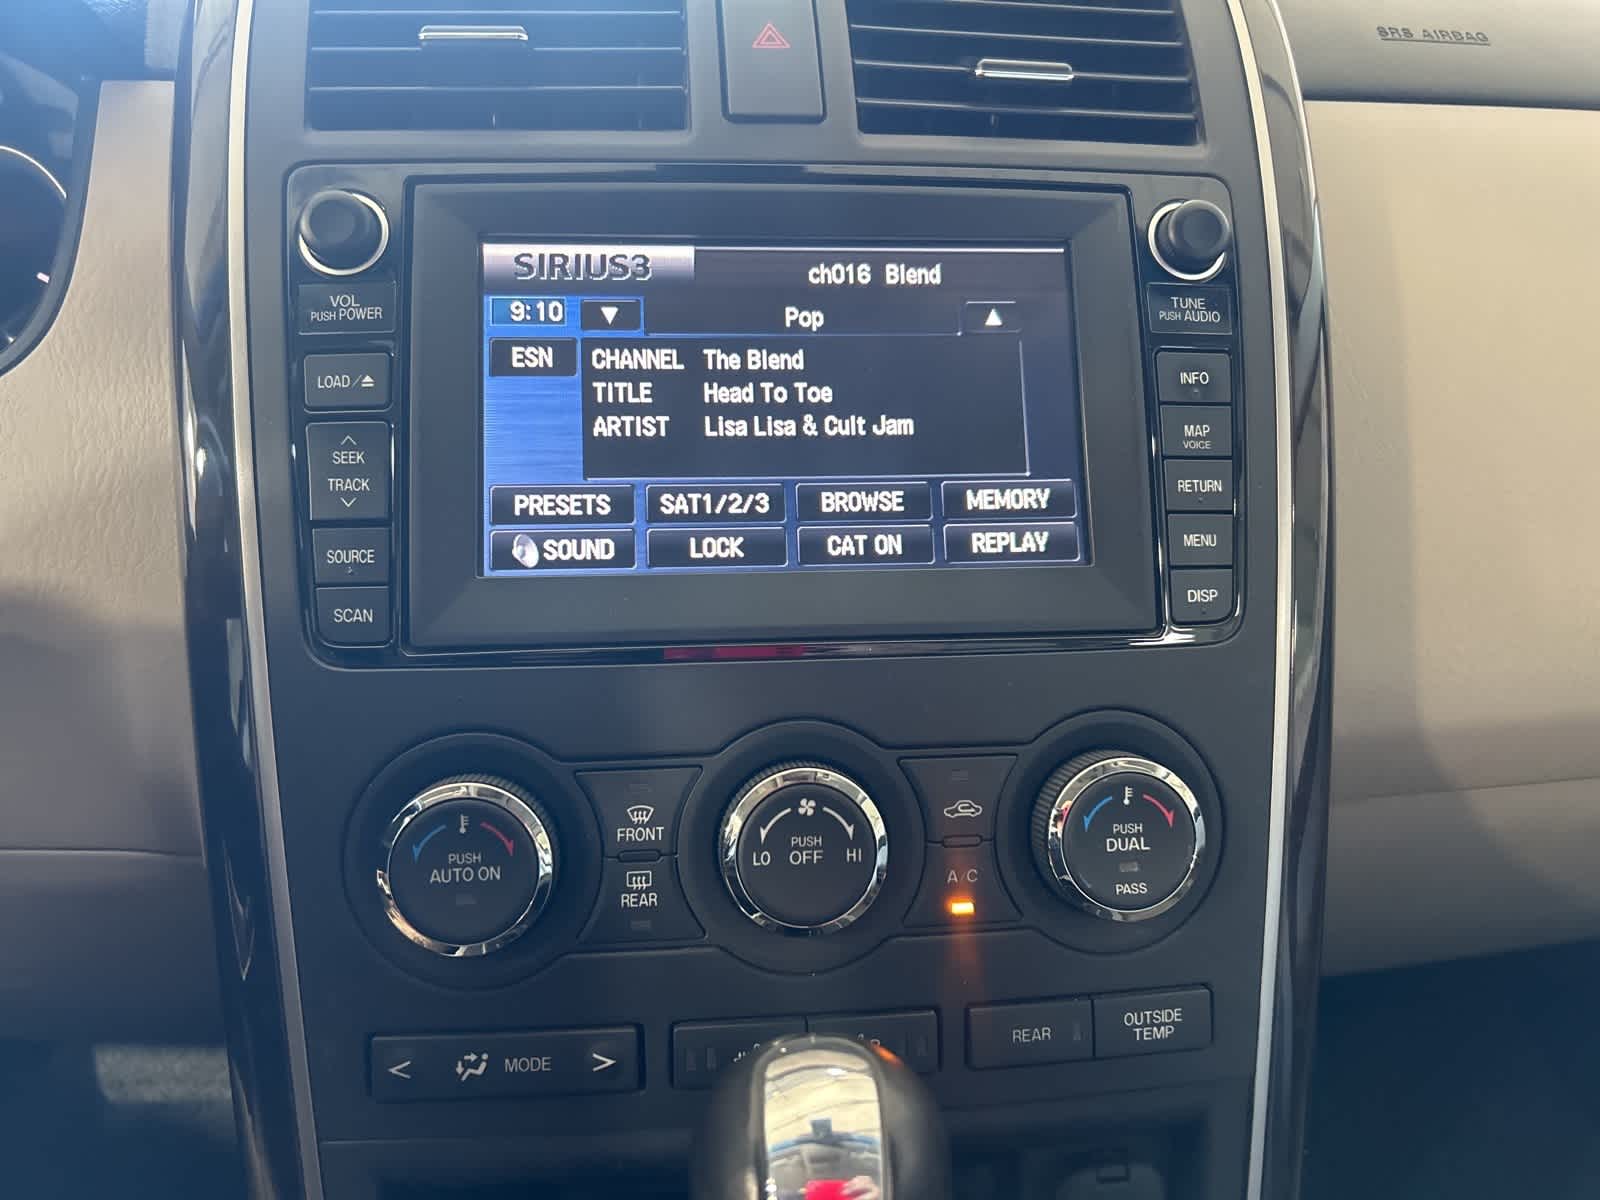 SRS AIRBAG
SIRIUS3
ch016 Blend
9:10
▼
Pop
▲
ESN
CHANNEL The Blend
TITLE Head To Toe
ARTIST Lisa Lisa & Cult Jam
PRESETS
SAT1/2/3
BROWSE
MEMORY
SOUND
LOCK
CAT ON
REPLAY
VOL
PUSH POWER
LOAD/⏏
SEEK
TRACK
SOURCE
SCAN
TUNE
PUSH AUDIO
INFO
MAP
VOICE
RETURN
MENU
DISP
PUSH
AUTO ON
FRONT
REAR
PUSH
LO OFF HI
A/C
PUSH
DUAL
PASS
< MODE >
REAR
OUTSIDE
TEMP